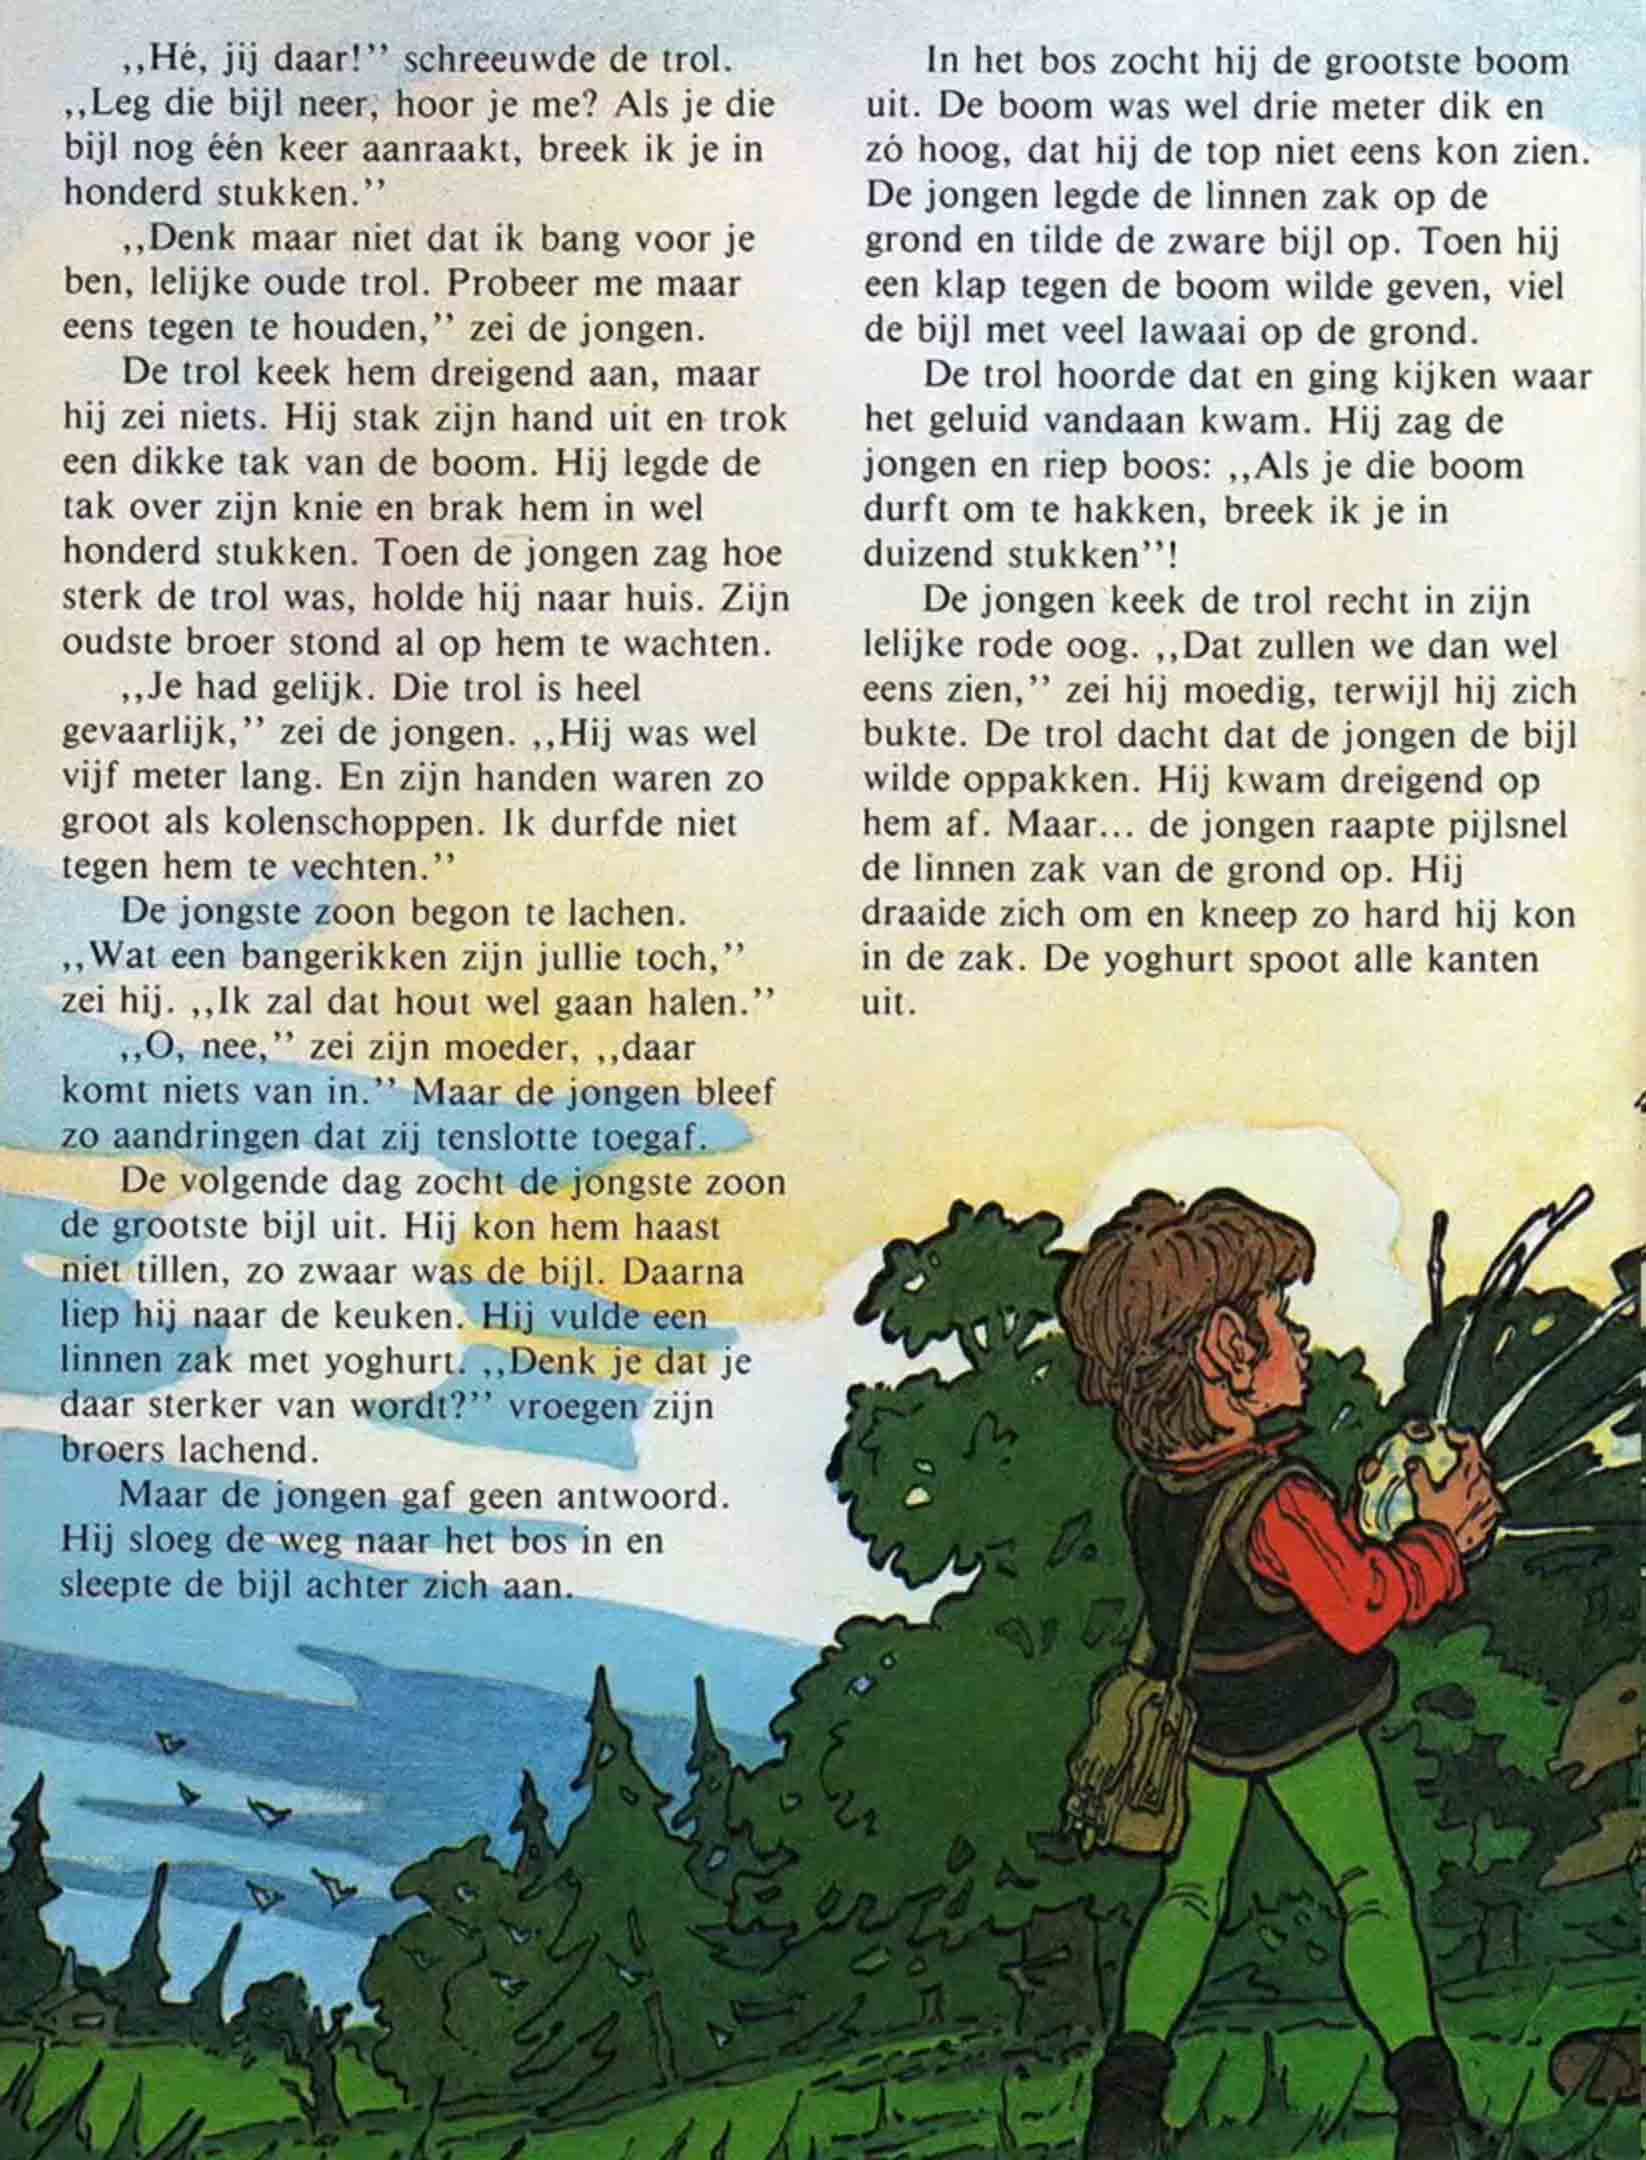 ,,Hé, jij daar!" schreeuwde de trol.
,,Leg die bijl neer, hoor je me? Als je die
bijl nog één keer aanraakt, breek ik je in
honderd stukken."
,,Denk maar niet dat ik bang voor je
ben, lelijke oude trol. Probeer me maar
eens tegen te houden," zei de jongen.
De trol keek hem dreigend aan, maar
hij zei niets. Hij stak zijn hand uit en trok
een dikke tak van de boom. Hij legde de
tak over zijn knie en brak hem in wel
honderd stukken. Toen de jongen zag hoe
sterk de trol was, holde hij naar huis. Zijn
oudste broer stond al op hem te wachten.
,,Je had gelijk. Die trol is heel
gevaarlijk," zei de jongen. ,,Hij was wel
vijf meter lang. En zijn handen waren zo
groot als kolenschoppen. Ik durfde niet
tegen hem te vechten."
De jongste zoon begon te lachen.
,,Wat een bangerikken zijn jullie toch,"
zei hij. ,,Ik zal dat hout wel gaan halen."
,,O, nee," zei zijn moeder, ,,daar
komt niets van in." Maar de jongen bleef
zo aandringen dat zij tenslotte toegaf.
De volgende dag zocht de jongste zoon
de grootste bijl uit. Hij kon hem haast
niet tillen, zo zwaar was de bijl. Daarna
liep hij naar de keuken. Hij vulde een
linnen zak met yoghurt. ,,Denk je dat je
daar sterker van wordt?" vroegen zijn
broers lachend.
Maar de jongen gaf geen antwoord.
Hij sloeg de weg naar het bos in en
sleepte de bijl achter zich aan.
In het bos zocht hij de grootste boom
uit. De boom was wel drie meter dik en
zó hoog, dat hij de top niet eens kon zien.
De jongen legde de linnen zak op de
grond en tilde de zware bijl op. Toen hij
een klap tegen de boom wilde geven, viel
de bijl met veel lawaai op de grond.
De trol hoorde dat en ging kijken waar
het geluid vandaan kwam. Hij zag de
jongen en riep boos: ,,Als je die boom
durft om te hakken, breek ik je in
duizend stukken"!
De jongen keek de trol recht in zijn
lelijke rode oog. ,,Dat zullen we dan wel
eens zien," zei hij moedig, terwijl hij zich
bukte. De trol dacht dat de jongen de bijl
wilde oppakken. Hij kwam dreigend op
hem af. Maar... de jongen raapte pijlsnel
de linnen zak van de grond op. Hij
draaide zich om en kneep zo hard hij kon
in de zak. De yoghurt spoot alle kanten
uit.